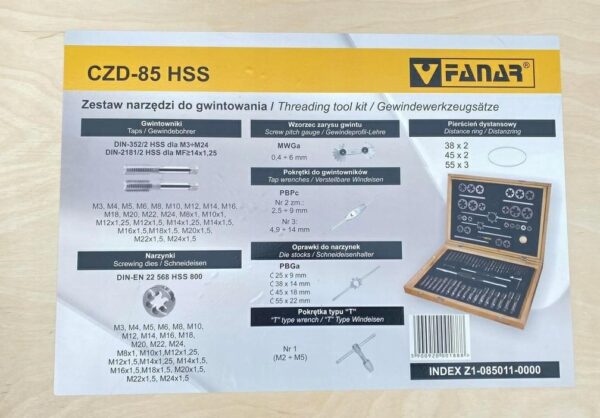 CZD-85 HSS
FANAR®
Zestaw narzędzi do gwintowania / Threading tool kit / Gewindewerkzeugsätze
Gwintowniki
Taps / Gewindebohrer
DIN-352/2 HSS dla M3÷M24
DIN-2181/2 HSS dla MF≥14x1,25
M3, M4, M5, M6, M8, M10, M12, M14, M16,
M18, M20, M22, M24, M8x1, M10x1,
M12x1,25, M12x1,5, M14x1,25, M14x1,5,
M16x1,5,M18x1,5, M20x1,5,
M22x1,5, M24x1,5
Narzynki
Screwing dies / Schneideisen
DIN-EN 22 568 HSS 800
M3, M4, M5, M6, M8, M10,
M12, M14, M16, M18,
M20, M22, M24,
M8x1, M10x1,M12x1,25,
M12x1,5,M14x1,25, M14x1,5,
M16x1,5,M18x1,5, M20x1,5,
M22x1,5, M24x1,5
Wzorzec zarysu gwintu
Screw pitch gauge / Gewindeprofil-Lehre
MWGa
0,4 ÷ 6 mm
Pokrętki do gwintowników
Tap wrenches / Verstellbare Windeisen
PBPc
Nr 2 zm :
2,5 ÷ 9 mm
Nr 3:
4,9 ÷ 14 mm
Oprawki do narzynek
Die stocks / Schneideisenhalter
PBGa
C 25 x 9 mm
C 38 x 14 mm
C 45 x 18 mm
C 55 x 22 mm
Pokrętka typu "T"
"T" type wrench / "T" Type Windeisen
Nr 1
(M2 ÷ M5)
Pierścień dystansowy
Distance ring / Distanzring
38 x 2
45 x 2
55 x 3
INDEX Z1-085011-0000